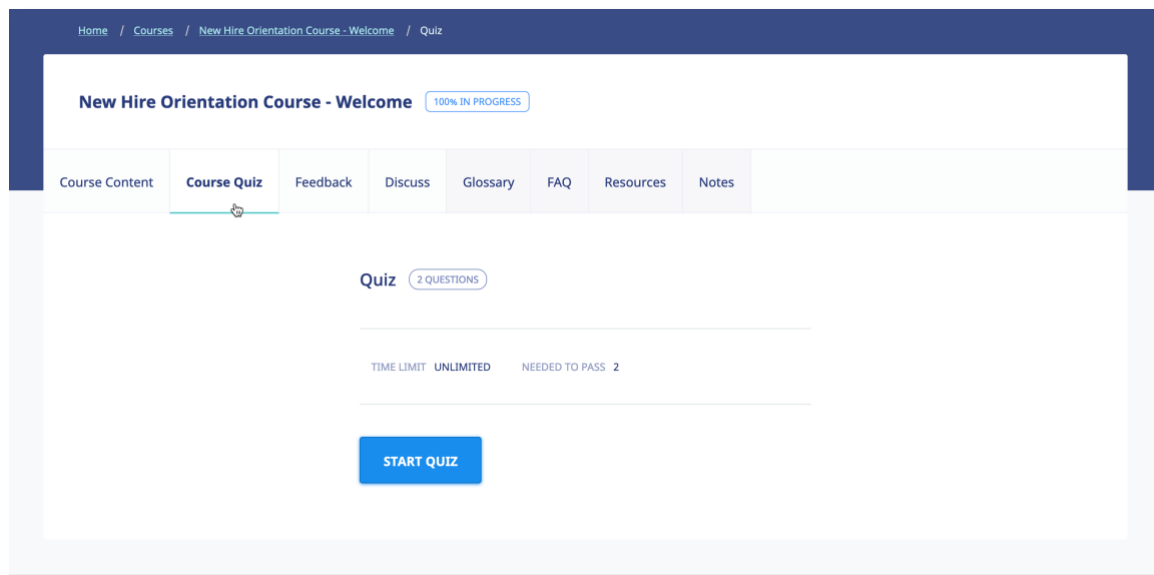 Home / Courses / New Hire Orientation Course - Welcome / Quiz
New Hire Orientation Course - Welcome 100% IN PROGRESS
Course Content Course Quiz Feedback Discuss Glossary FAQ Resources Notes
Quiz 2 QUESTIONS
TIME LIMIT UNLIMITED NEEDED TO PASS 2
START QUIZ